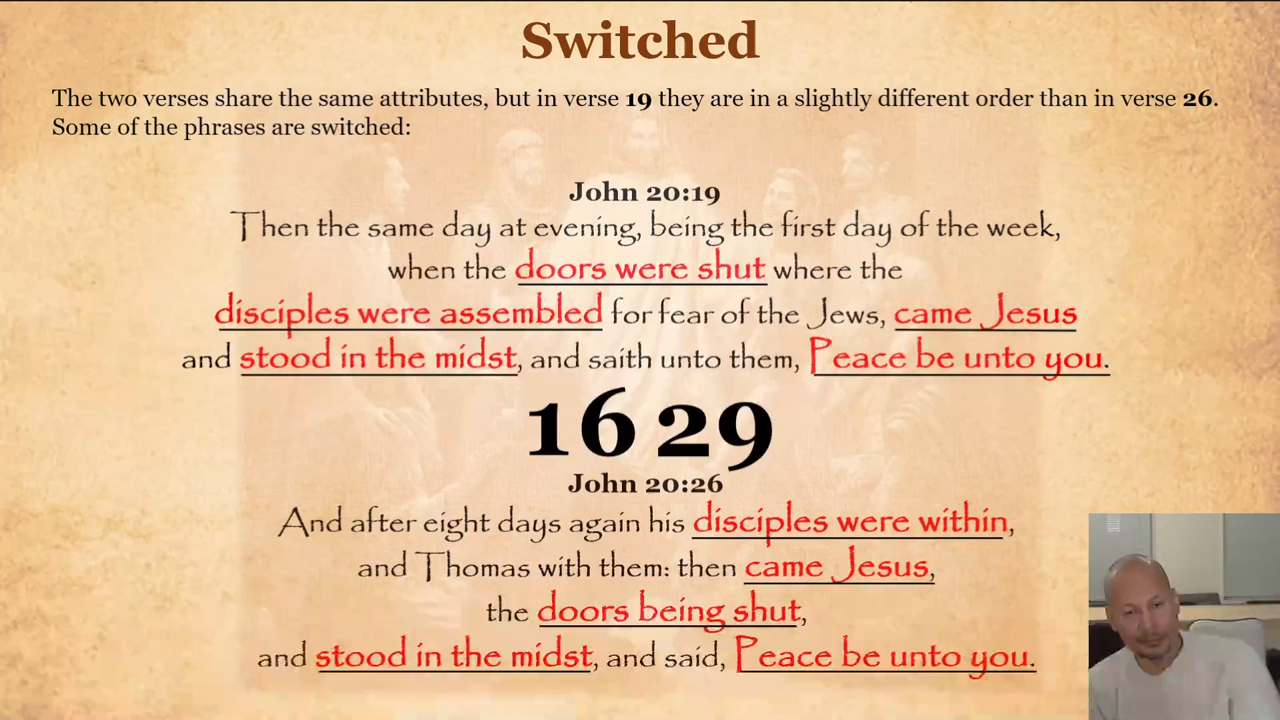 Switched
The two verses share the same attributes, but in verse 19 they are in a slightly different order than in verse 26.
Some of the phrases are switched:
John 20:19
Then the same day at evening, being the first day of the week,
when the doors were shut where the
disciples were assembled for fear of the Jews, came Jesus
and stood in the midst, and saith unto them, Peace be unto you.
16 29
John 20:26
And after eight days again his disciples were within,
and Thomas with them: then came Jesus,
the doors being shut,
and stood in the midst, and said, Peace be unto you.